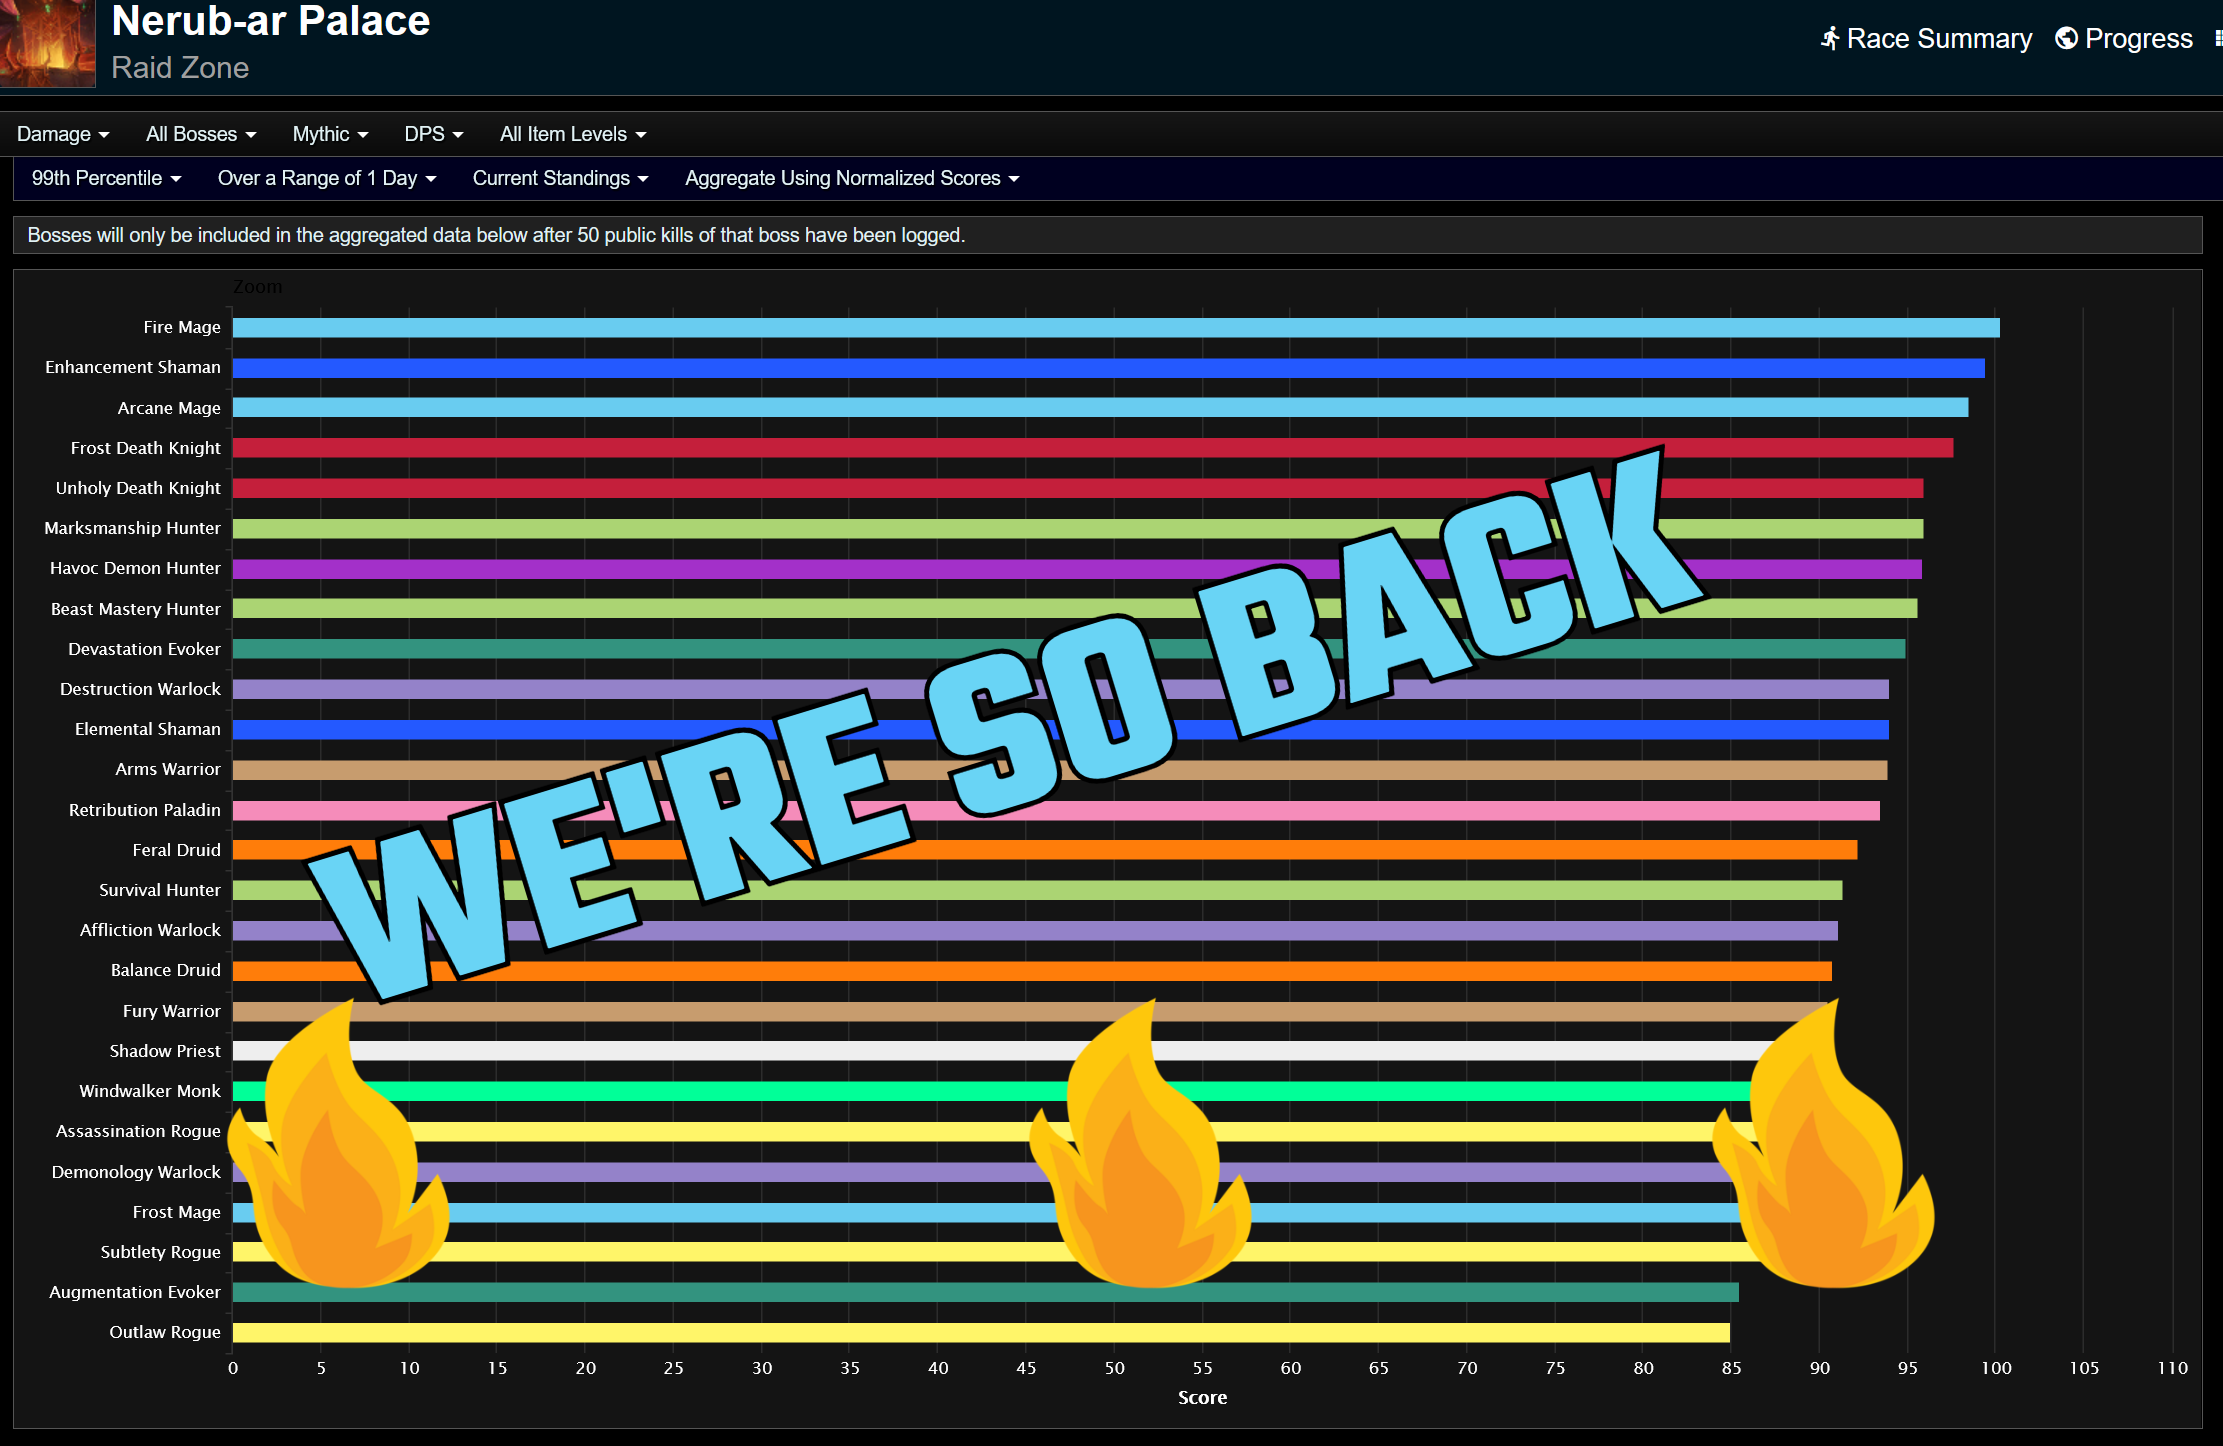 Nerub-ar Palace
Raid Zone
Race Summary Progress
Damage All Bosses Mythic DPS All Item Levels
99th Percentile Over a Range of 1 Day Current Standings Aggregate Using Normalized Scores
Bosses will only be included in the aggregated data below after 50 public kills of that boss have been logged.
Zoom
Fire Mage
Enhancement Shaman
Arcane Mage
Frost Death Knight
Unholy Death Knight
Marksmanship Hunter
Havoc Demon Hunter
Beast Mastery Hunter
Devastation Evoker
Destruction Warlock
Elemental Shaman
Arms Warrior
Retribution Paladin
Feral Druid
Survival Hunter
Affliction Warlock
Balance Druid
Fury Warrior
Shadow Priest
Windwalker Monk
Assassination Rogue
Demonology Warlock
Frost Mage
Subtlety Rogue
Augmentation Evoker
Outlaw Rogue
WE'RE SO BACK
0 5 10 15 20 25 30 35 40 45 50 55 60 65 70 75 80 85 90 95 100 105 110
Score